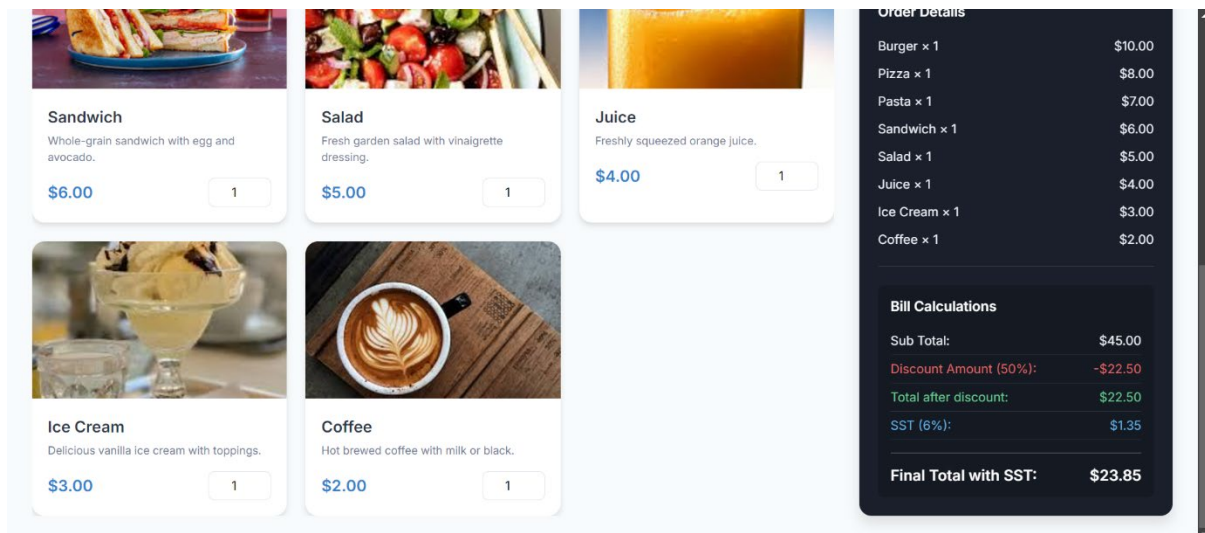 Sandwich
Whole-grain sandwich with egg and
avocado.
$6.00 1
Salad
Fresh garden salad with vinaigrette
dressing.
$5.00 1
Juice
Freshly squeezed orange juice.
$4.00 1
Ice Cream
Delicious vanilla ice cream with toppings.
$3.00 1
Coffee
Hot brewed coffee with milk or black.
$2.00 1
Order Details
Burger × 1 $10.00
Pizza × 1 $8.00
Pasta × 1 $7.00
Sandwich × 1 $6.00
Salad × 1 $5.00
Juice × 1 $4.00
Ice Cream × 1 $3.00
Coffee × 1 $2.00
Bill Calculations
Sub Total: $45.00
Discount Amount (50%): -$22.50
Total after discount: $22.50
SST (6%): $1.35
Final Total with SST: $23.85